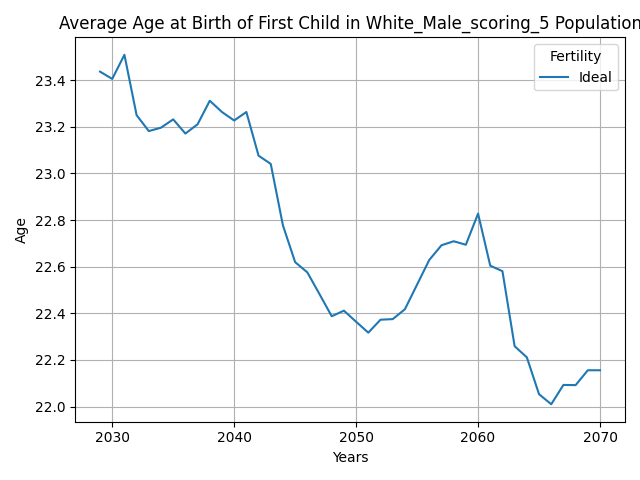 Average Age at Birth of First Child in White_Male_scoring_5 Population
Fertility
Ideal
23.4
23.2
23.0
22.8
22.6
22.4
22.2
22.0
Age
2030 2040 2050 2060 2070
Years